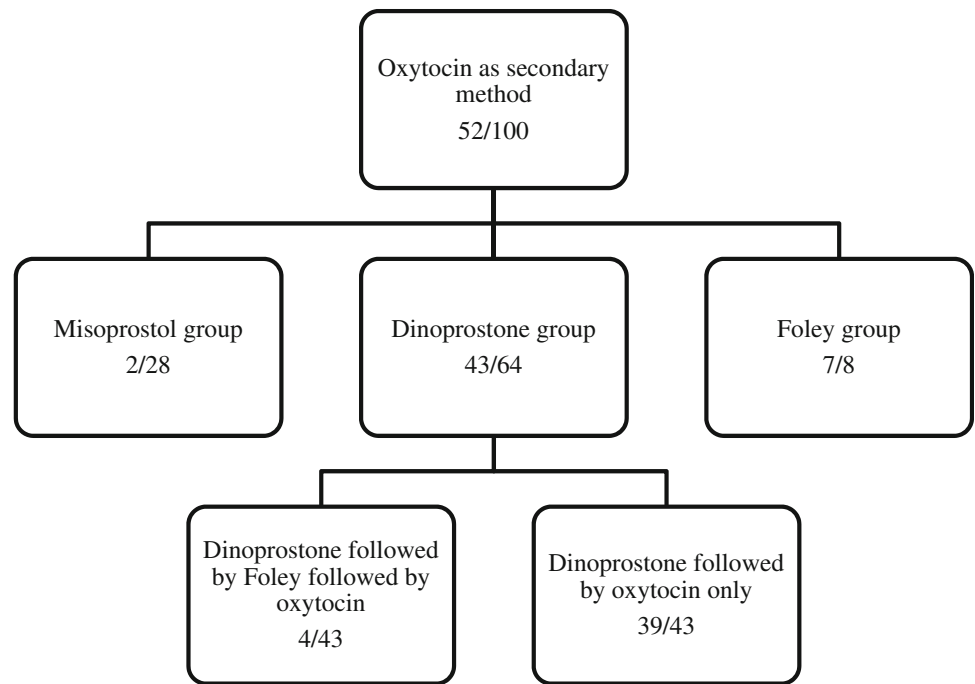 Oxytocin as secondary
method
52/100
Misoprostol group
2/28
Dinoprostone group
43/64
Foley group
7/8
Dinoprostone followed
by Foley followed by
oxytocin
4/43
Dinoprostone followed
by oxytocin only
39/43